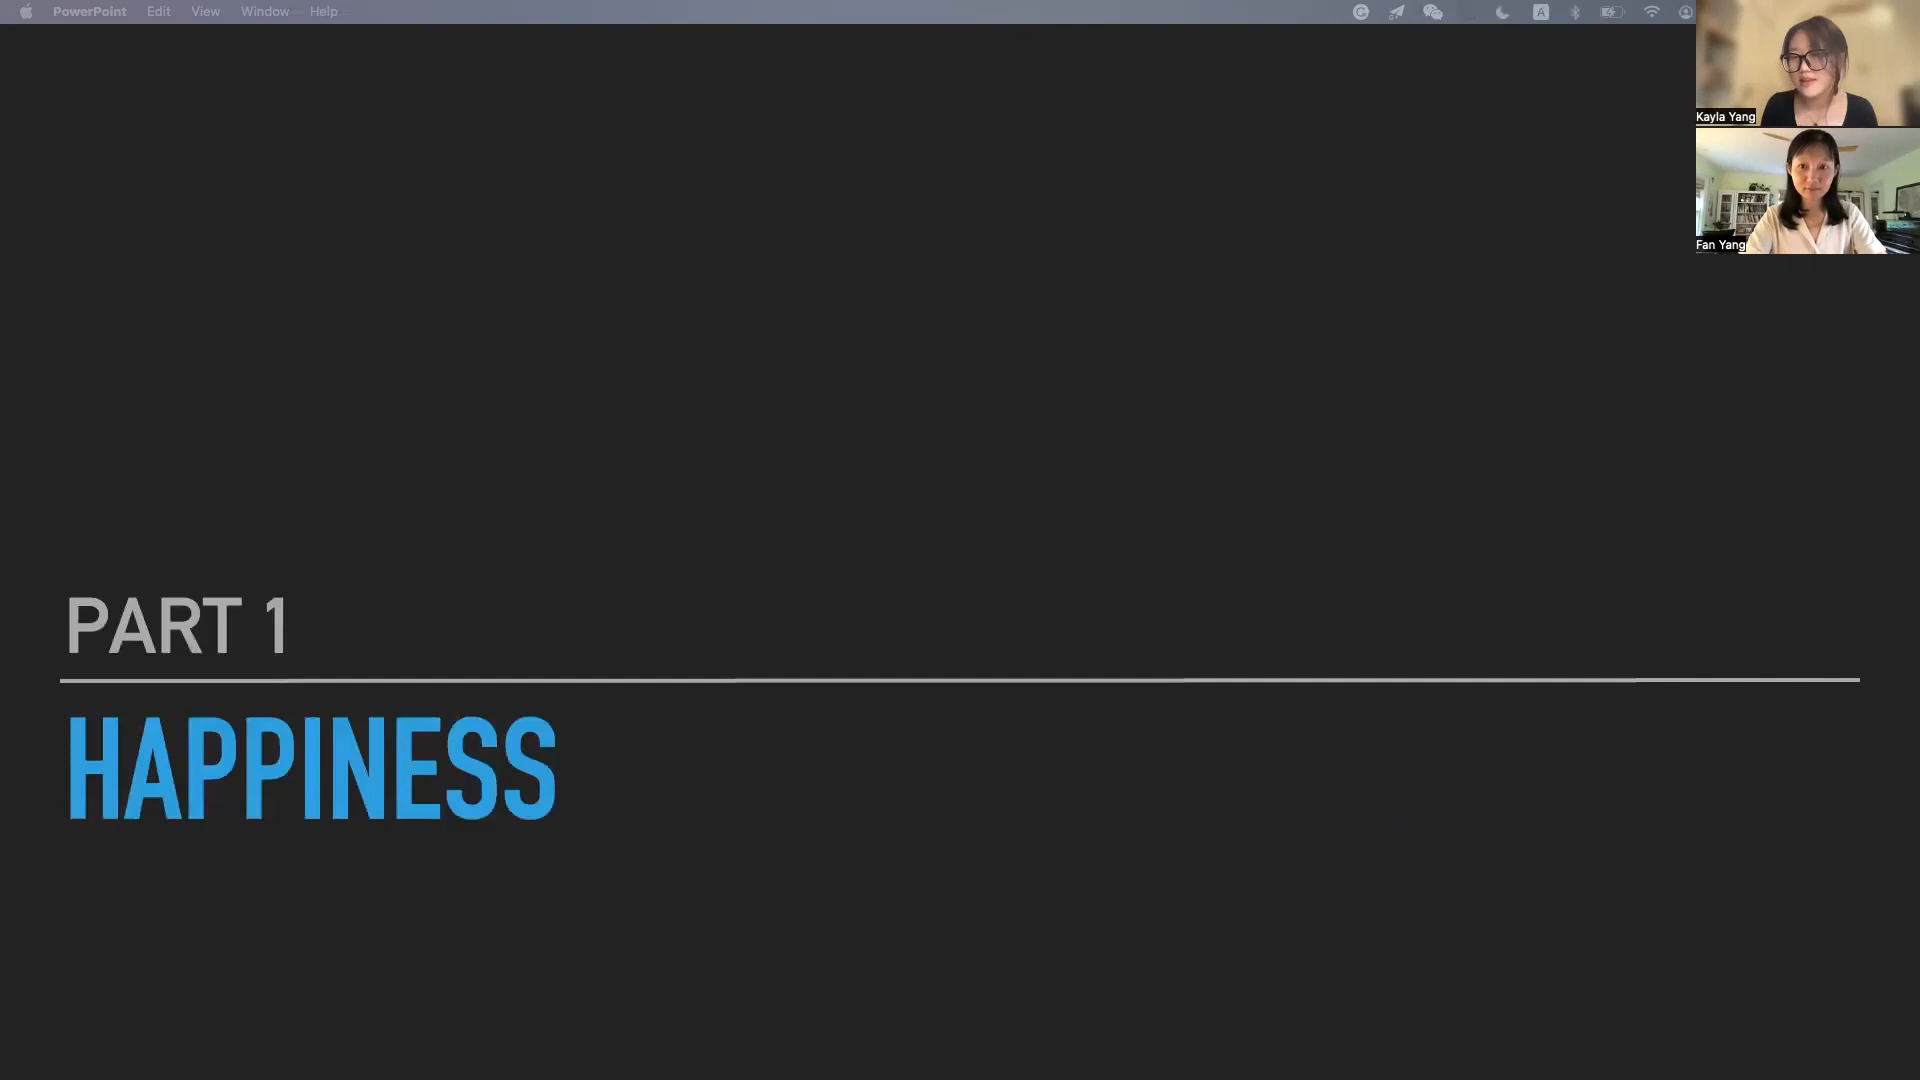 PowerPoint Edit View Window Help
A
Kayla Yang
Fan Yang
PART 1
HAPPINESS